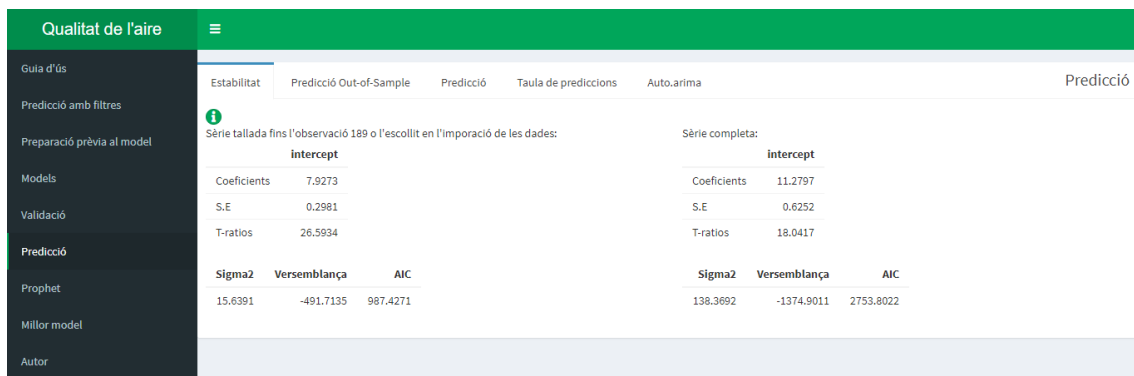 Qualitat de l'aire
Guia d'ús
Predicció amb filtres
Preparació prèvia al model
Models
Validació
Predicció
Prophet
Millor model
Autor
Estabilitat Predicció Out-of-Sample Predicció Taula de prediccions Auto.arima Predicció
Sèrie tallada fins l'observació 189 o l'escollit en l'imporació de les dades:
intercept
Coeficients 7.9273
S.E 0.2981
T-ratios 26.5934
Sigma2 Versemblança AIC
15.6391 -491.7135 987.4271
Sèrie completa:
intercept
Coeficients 11.2797
S.E 0.6252
T-ratios 18.0417
Sigma2 Versemblança AIC
138.3692 -1374.9011 2753.8022